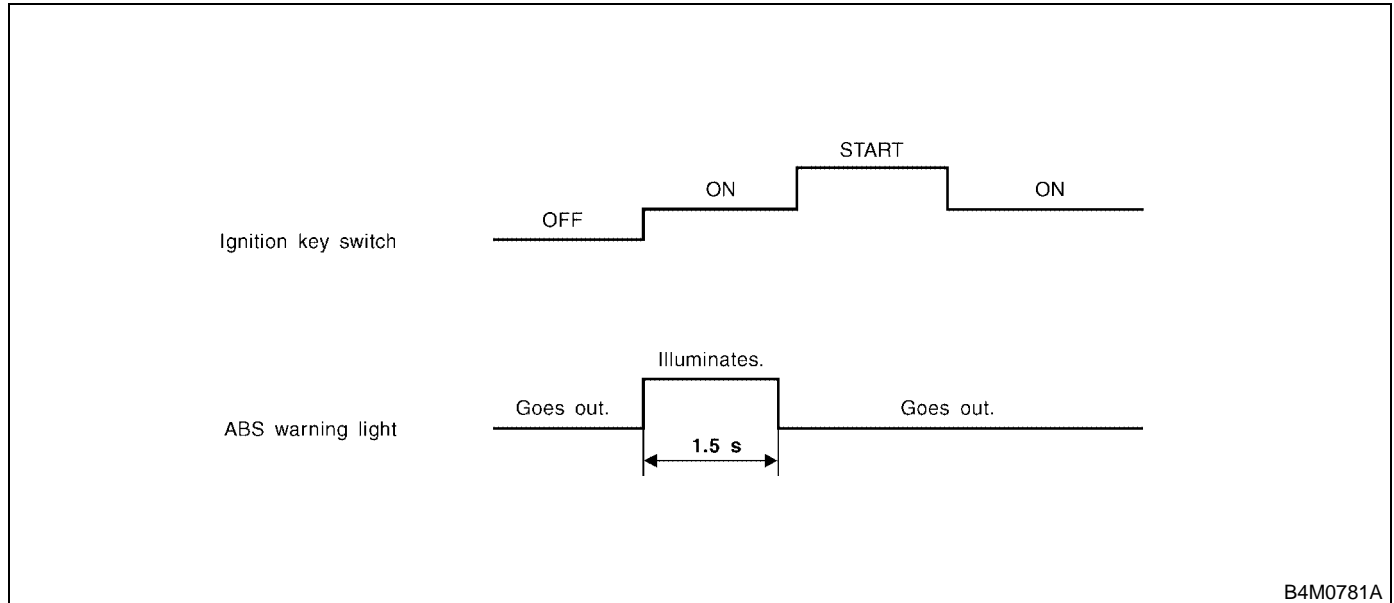 START
ON ON
OFF
Ignition key switch
Illuminates.
Goes out. Goes out.
ABS warning light
1.5 s
B4M0781A